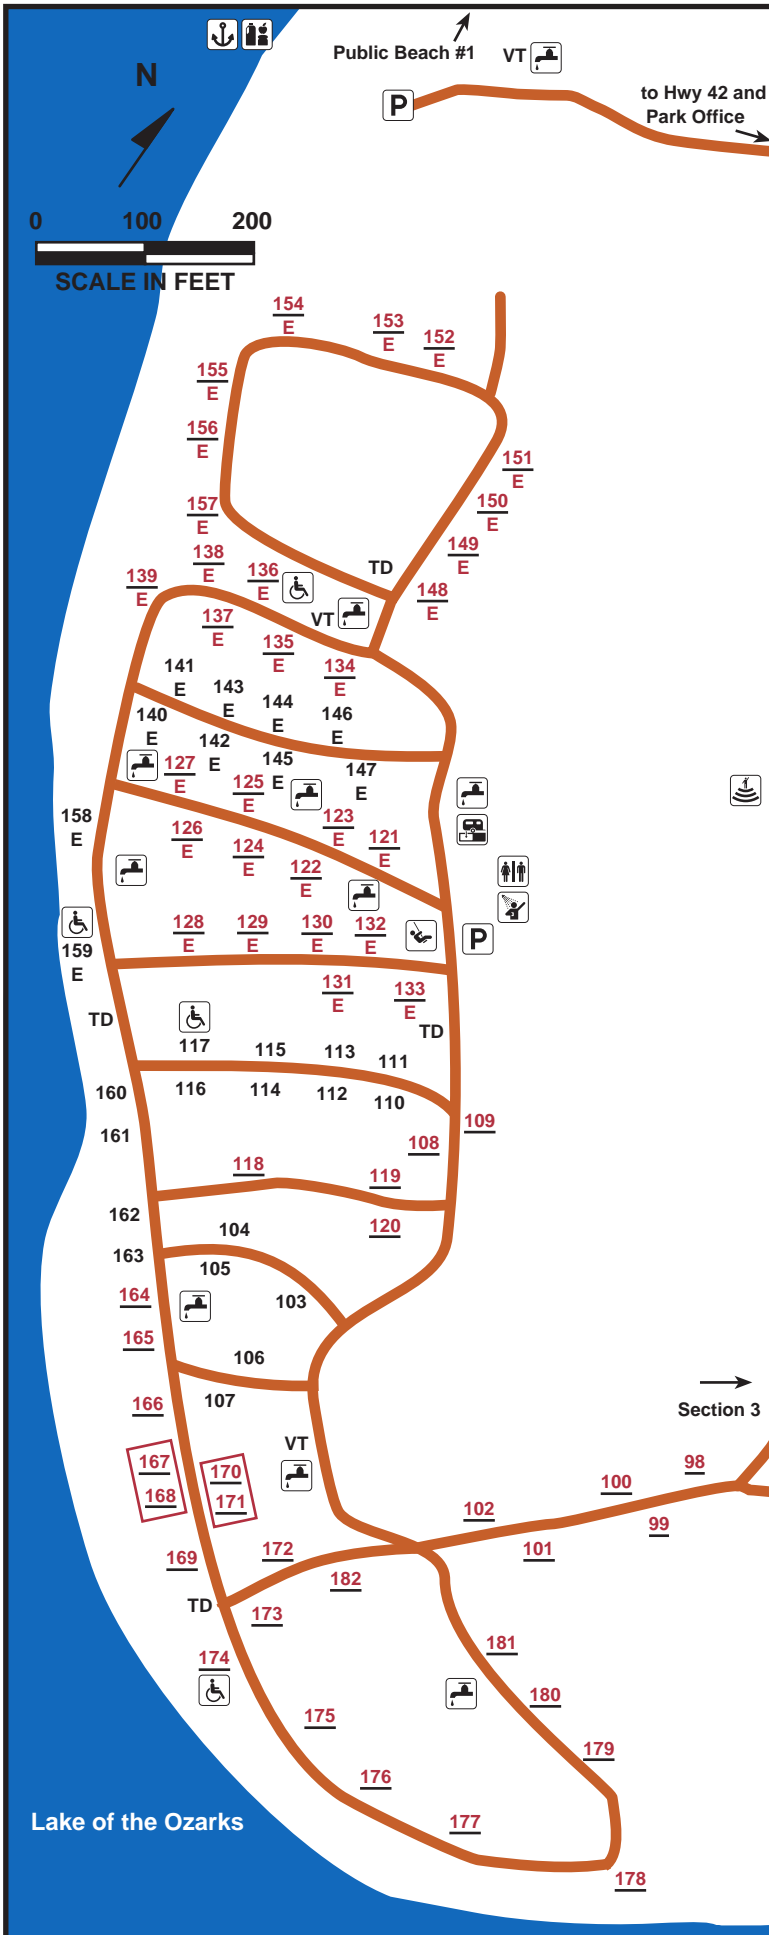 Public Beach #1
VT
N
P
to Hwy 42 and
Park Office
0 100 200
SCALE IN FEET
154
E
153
E
152
E
155
E
156
E
151
E
157
E
150
E
149
E
138
E
139
E
136
E
TD
148
E
VT
137
E
135
E
134
E
141
E
143
E
144
E
146
E
140
E
142
E
145
E
147
E
127
E
125
E
123
E
121
E
158
E
126
E
124
E
122
E
128
E
129
E
130
E
132
E
P
159
E
131
E
133
E
TD
TD
117
115
113
111
160
116
114
112
110
161
109
108
118
119
162
120
163
104
105
164
103
165
106
166
107
Section 3
VT
167
168
170
171
98
100
99
102
101
169
172
182
TD
173
174
181
180
175
179
176
177
Lake of the Ozarks
178